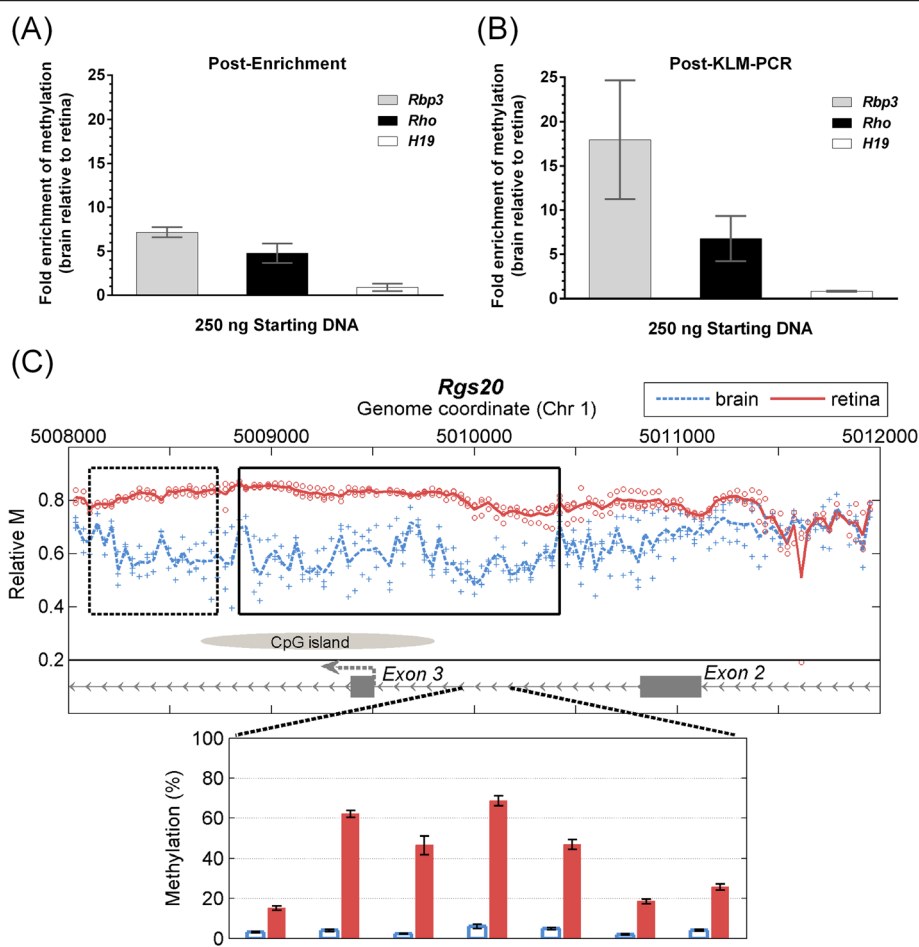 (A)
Post-Enrichment
Fold enrichment of methylation
(brain relative to retina)
25
20
15
10
5
0
Rbp3
Rho
H19
250 ng Starting DNA
(B)
Post-KLM-PCR
Fold enrichment of methylation
(brain relative to retina)
25
20
15
10
5
0
Rbp3
Rho
H19
250 ng Starting DNA
(C)
Rgs20
Genome coordinate (Chr 1)
brain
retina
5008000 5009000 5010000 5011000 5012000
Relative M
0.8
0.6
0.4
0.2
CpG island
Exon 3
Exon 2
Methylation (%)
100
80
60
40
20
0